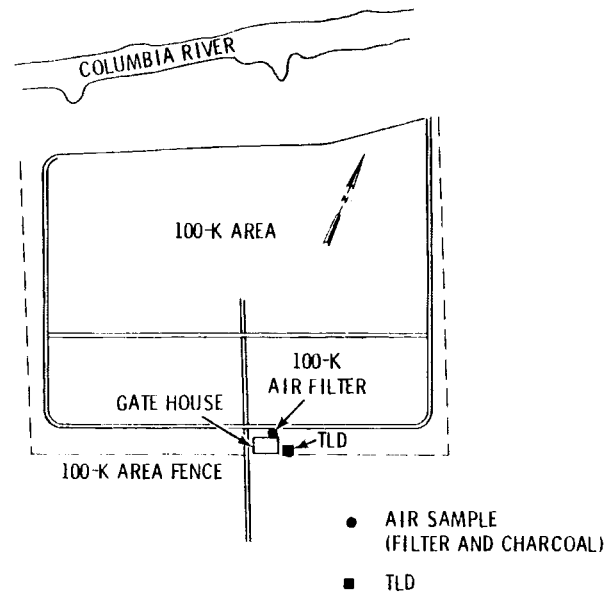 COLUMBIA RIVER
N
100-K AREA
100-K
AIR FILTER
GATE HOUSE
TLD
100-K AREA FENCE
AIR SAMPLE
(FILTER AND CHARCOAL)
TLD